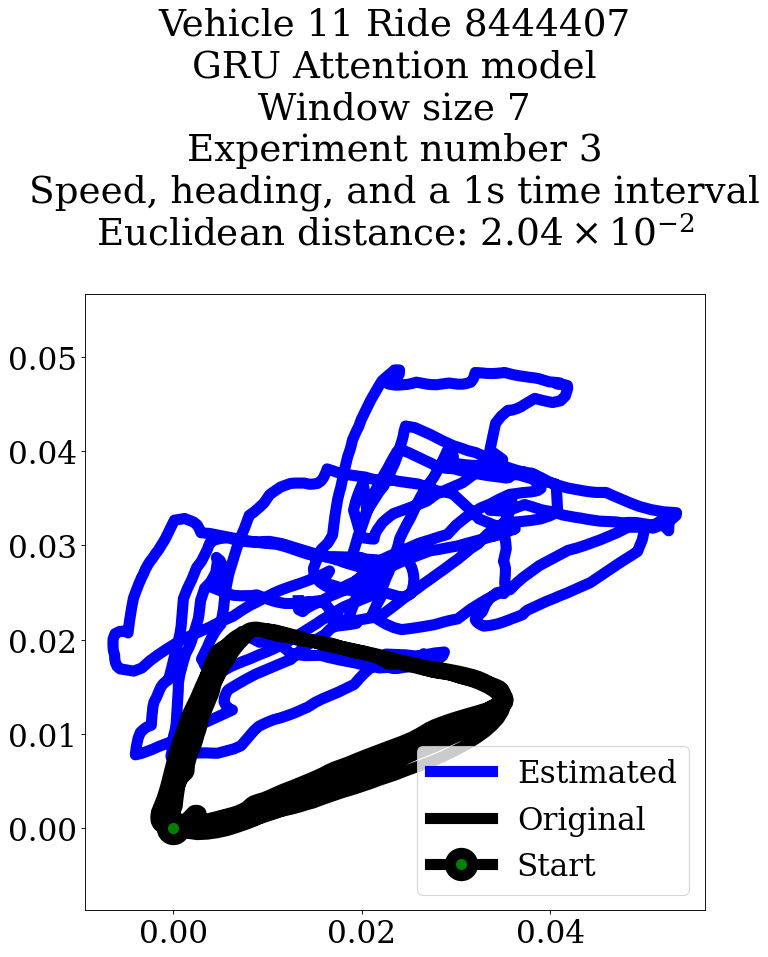 Vehicle 11 Ride 8444407
GRU Attention model
Window size 7
Experiment number 3
Speed, heading, and a 1s time interval
Euclidean distance: 2.04 × 10⁻²
0.05
0.04
0.03
0.02
0.01
0.00
Estimated
Original
Start
0.00 0.02 0.04